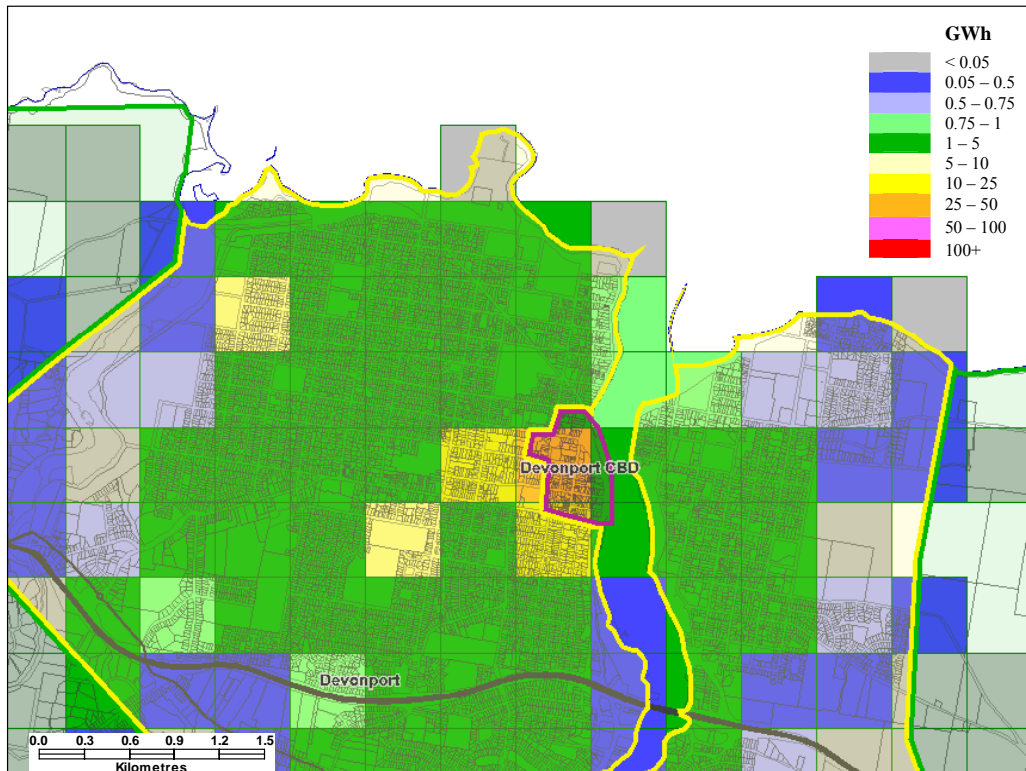 GWh
< 0.05
0.05 – 0.5
0.5 – 0.75
0.75 – 1
1 – 5
5 – 10
10 – 25
25 – 50
50 – 100
100+
Devonport CBD
Devonport
0.0 0.3 0.6 0.9 1.2 1.5
Kilometres